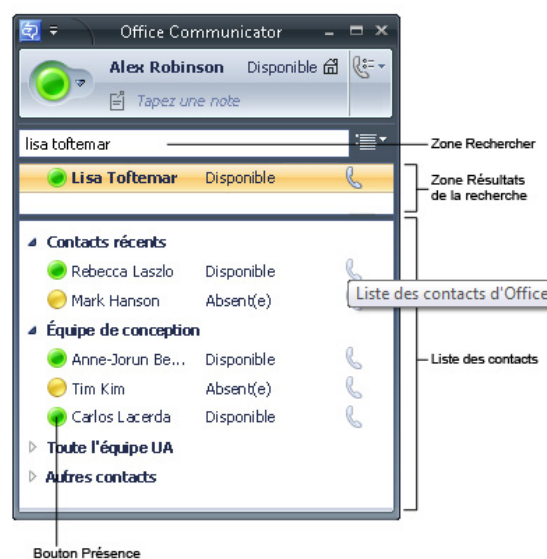 Office Communicator
Alex Robinson Disponible
Tapez une note
lisa toftemar
Zone Rechercher
Lisa Toftemar Disponible
Zone Résultats
de la recherche
Contacts récents
Rebecca Laszlo Disponible
Mark Hanson Absent(e)
Liste des contacts d'Office
Équipe de conception
Anne-Jorun Be... Disponible
Liste des contacts
Tim Kim Absent(e)
Carlos Lacerda Disponible
Toute l'équipe UA
Autres contacts
Bouton Présence